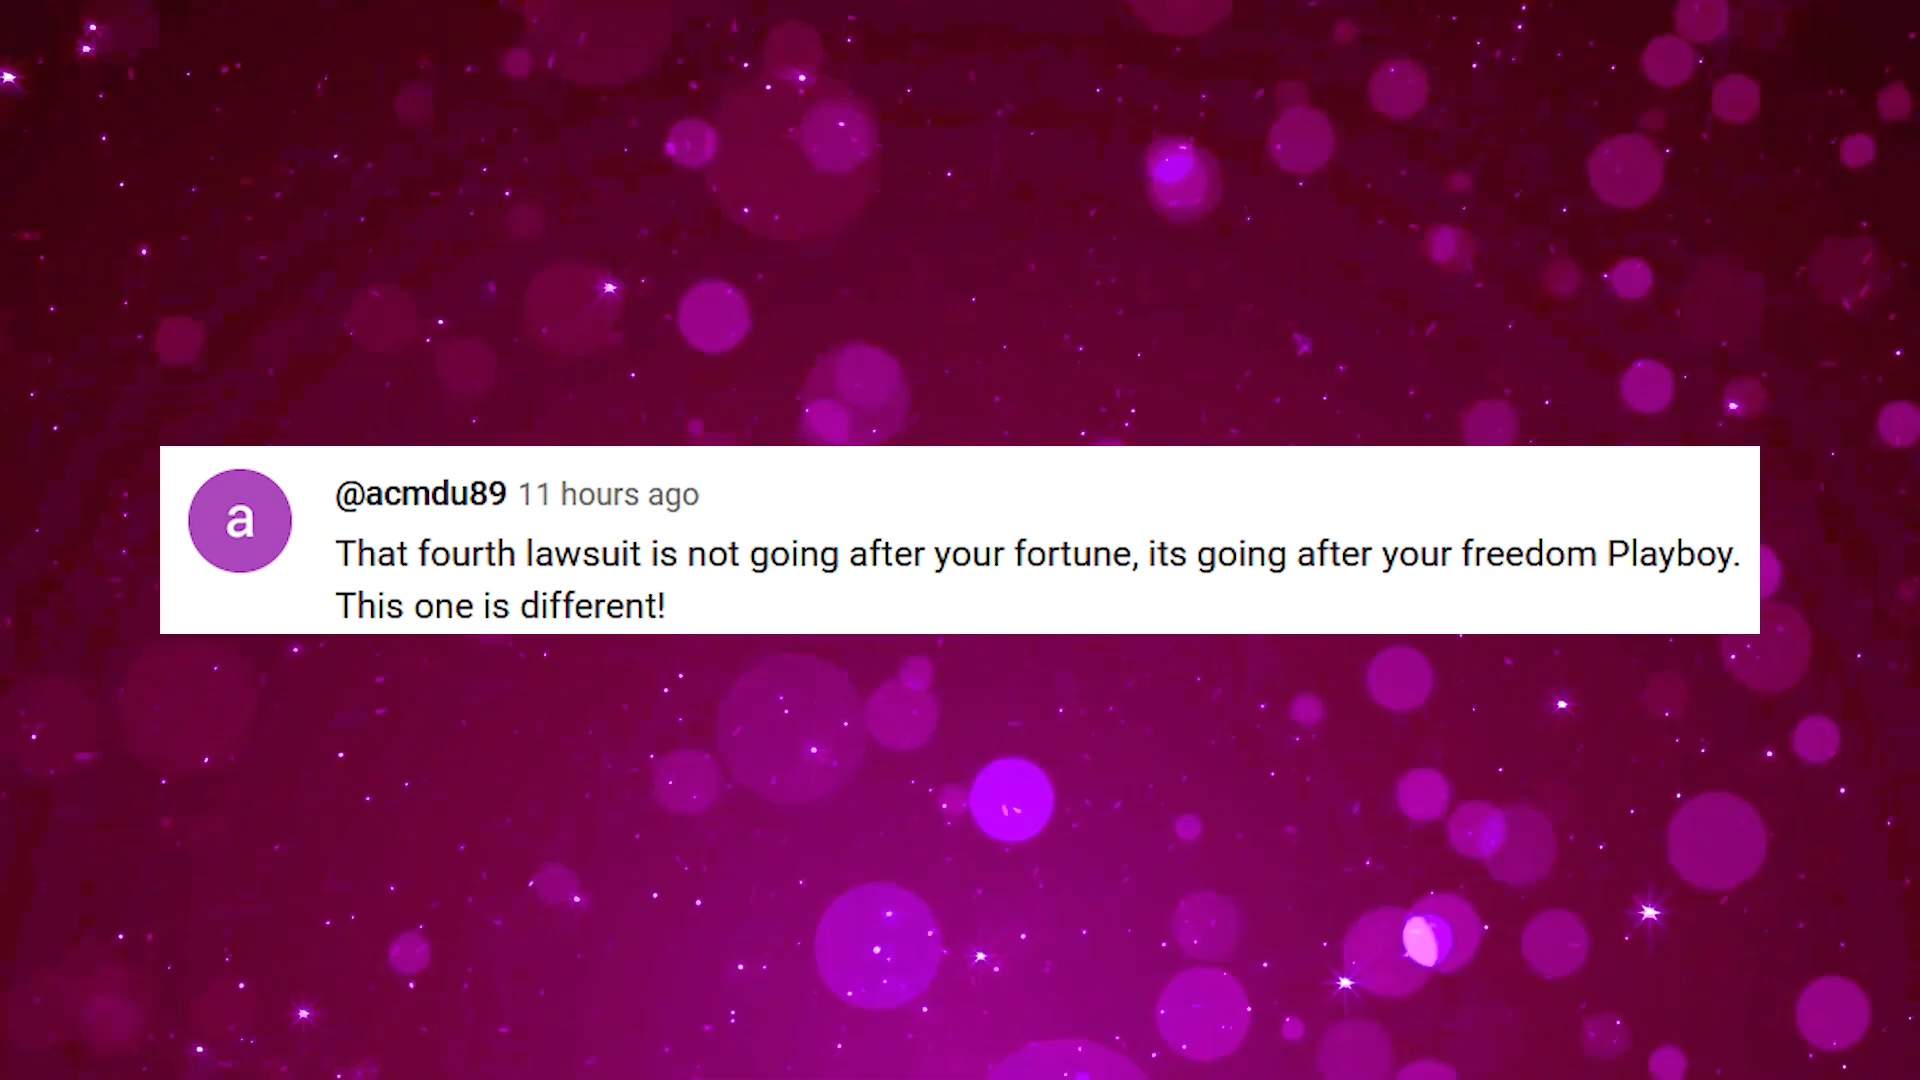 a
@acmdu89 11 hours ago
That fourth lawsuit is not going after your fortune, its going after your freedom Playboy.
This one is different!